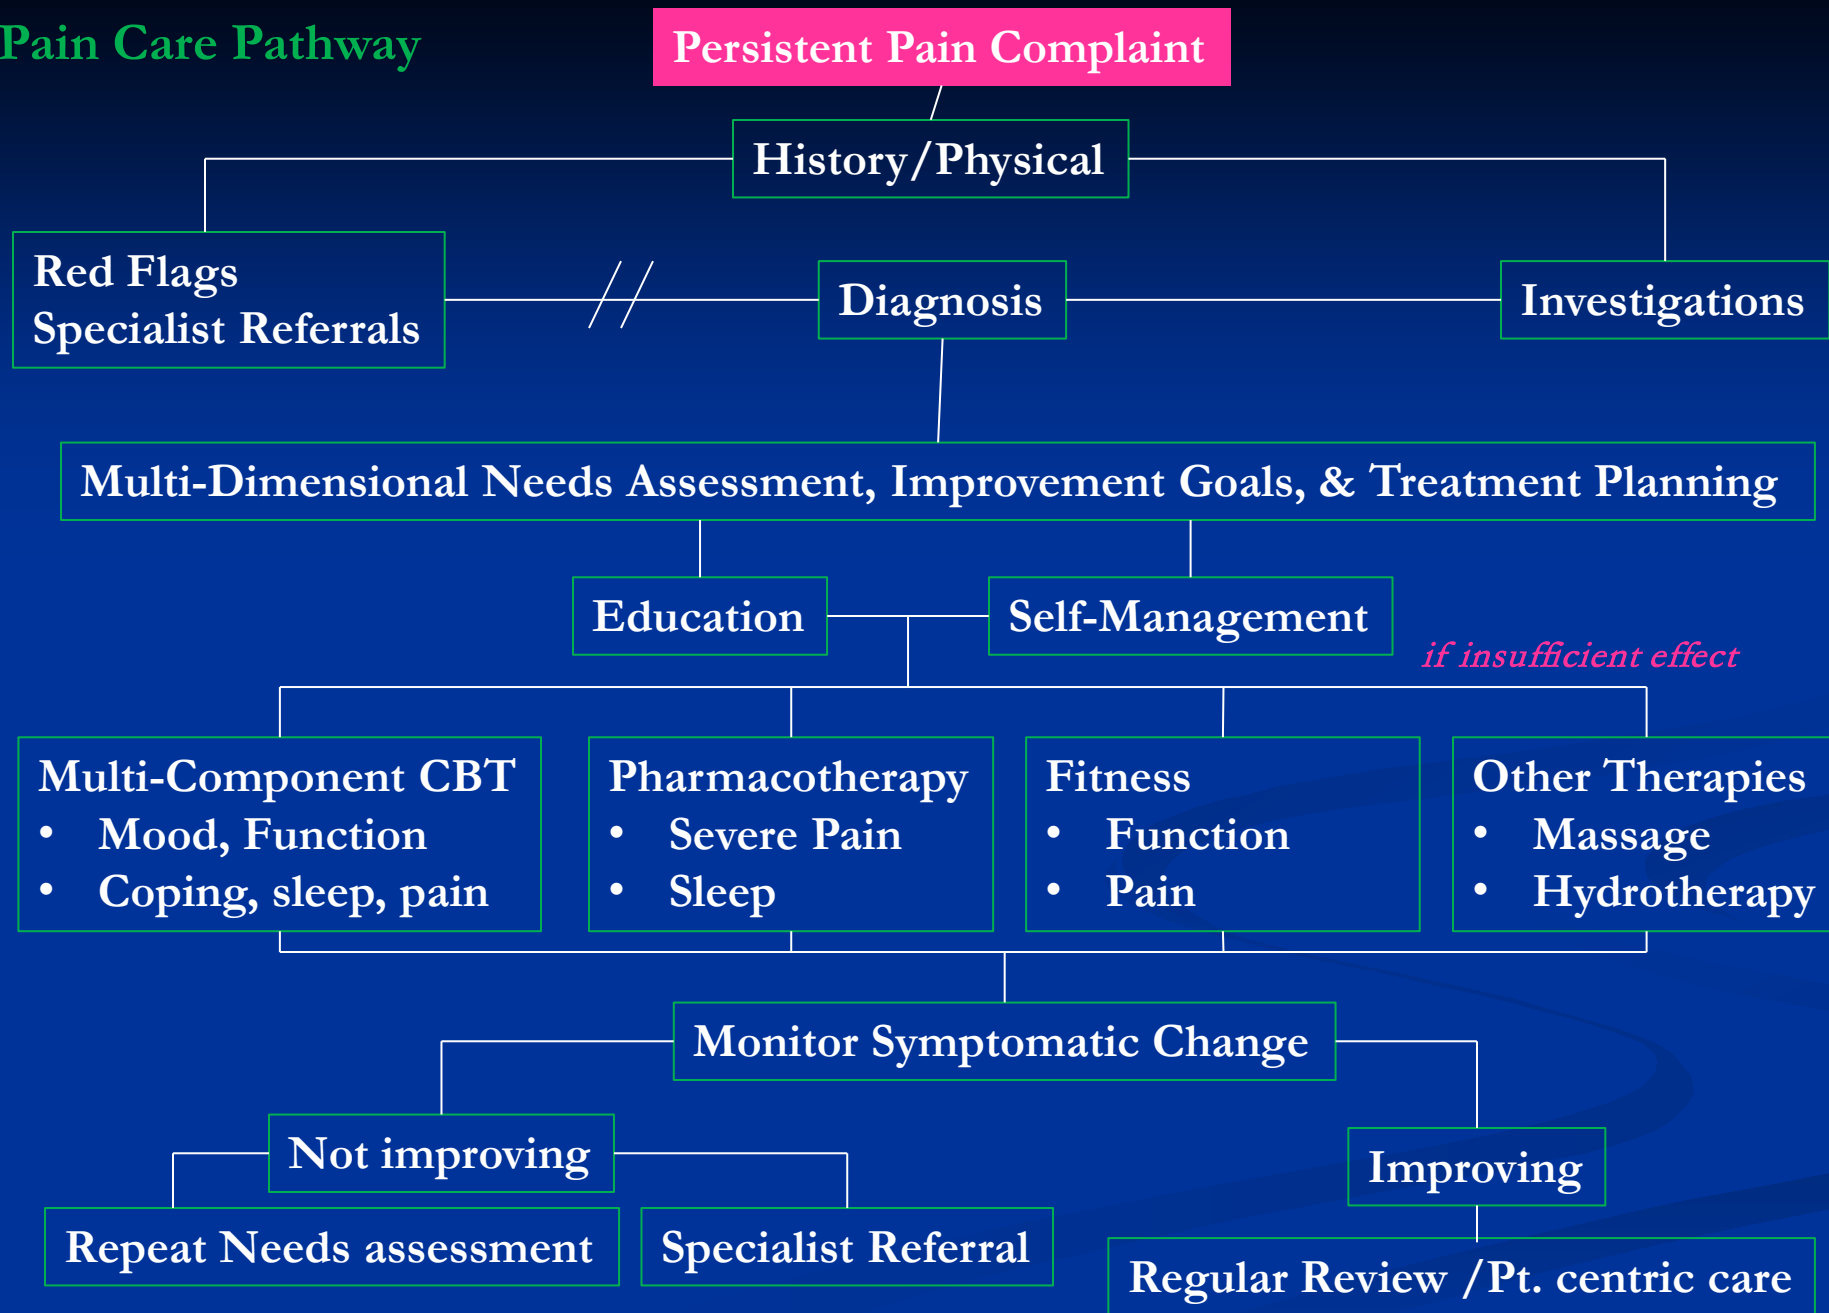 Pain Care Pathway
Persistent Pain Complaint
History/Physical
Red Flags
Specialist Referrals
Diagnosis
Investigations
Multi-Dimensional Needs Assessment, Improvement Goals, & Treatment Planning
Education
Self-Management
if insufficient effect
Multi-Component CBT
• Mood, Function
• Coping, sleep, pain
Pharmacotherapy
• Severe Pain
• Sleep
Fitness
• Function
• Pain
Other Therapies
• Massage
• Hydrotherapy
Monitor Symptomatic Change
Not improving
Improving
Repeat Needs assessment
Specialist Referral
Regular Review /Pt. centric care